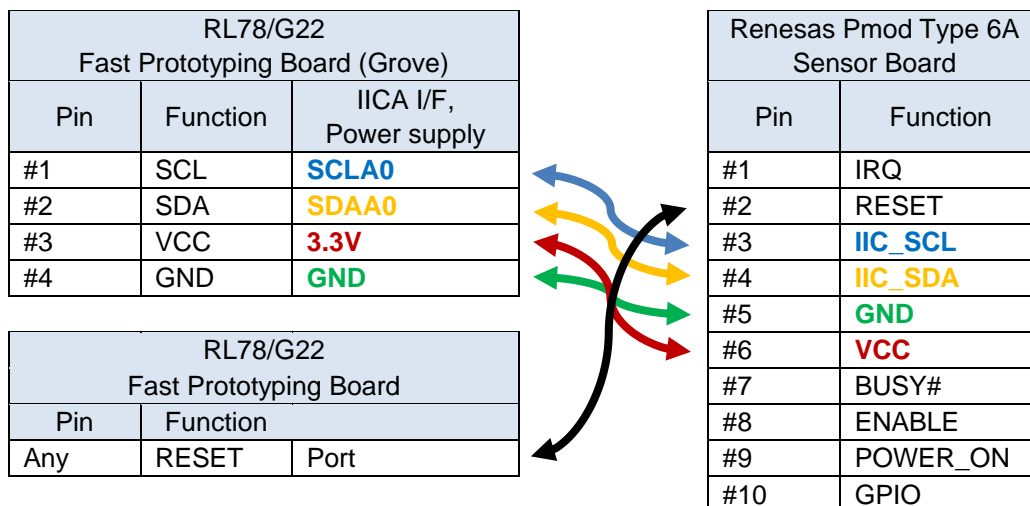 RL78/G22
Fast Prototyping Board (Grove)
Pin Function IICA I/F,
Power supply
#1 SCL SCLA0
#2 SDA SDAA0
#3 VCC 3.3V
#4 GND GND
RL78/G22
Fast Prototyping Board
Pin Function
Any RESET Port
Renesas Pmod Type 6A
Sensor Board
Pin Function
#1 IRQ
#2 RESET
#3 IIC_SCL
#4 IIC_SDA
#5 GND
#6 VCC
#7 BUSY#
#8 ENABLE
#9 POWER_ON
#10 GPIO